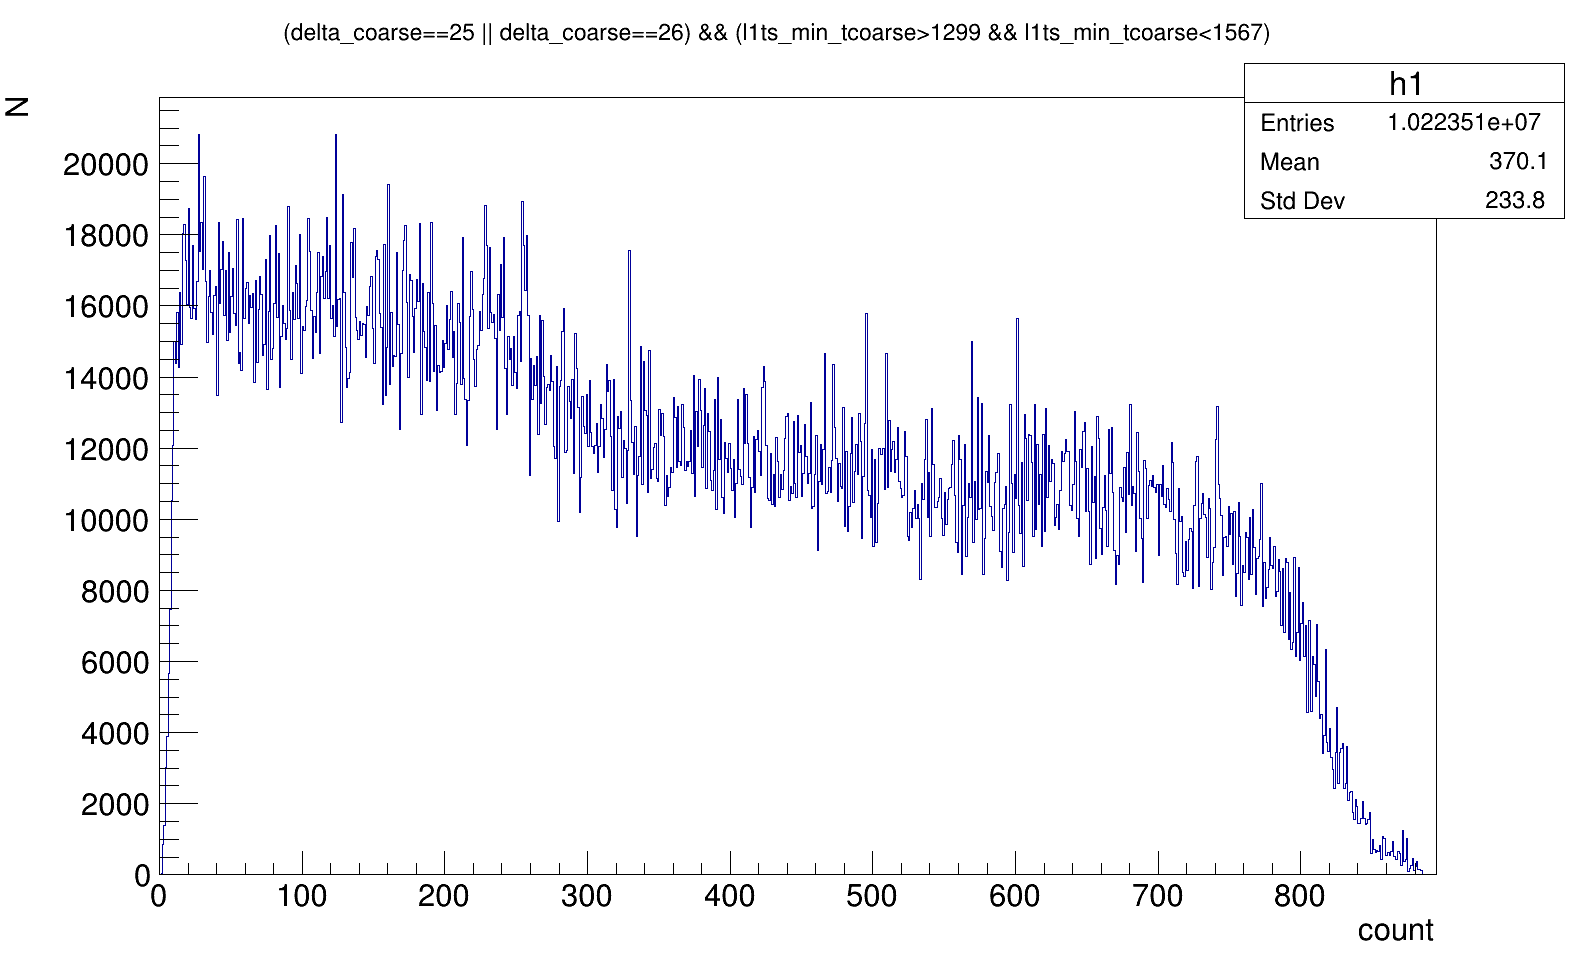 (delta_coarse==25 || delta_coarse==26) && (l1ts_min_tcoarse>1299 && l1ts_min_tcoarse<1567)
h1
Entries 1.022351e+07
Mean 370.1
Std Dev 233.8
N
20000
18000
16000
14000
12000
10000
8000
6000
4000
2000
0
0 100 200 300 400 500 600 700 800
count